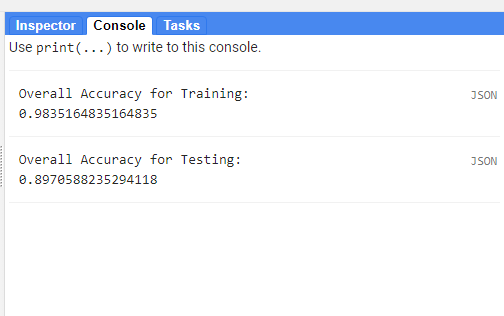 Inspector Console Tasks
Use print(...) to write to this console.
Overall Accuracy for Training: JSON
0.9835164835164835
Overall Accuracy for Testing: JSON
0.8970588235294118